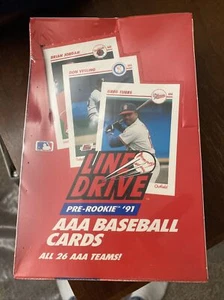 LINE
DRIVE
PRE-ROOKIE '91
AAA BASEBALL
CARDS
ALL 26 AAA TEAMS!